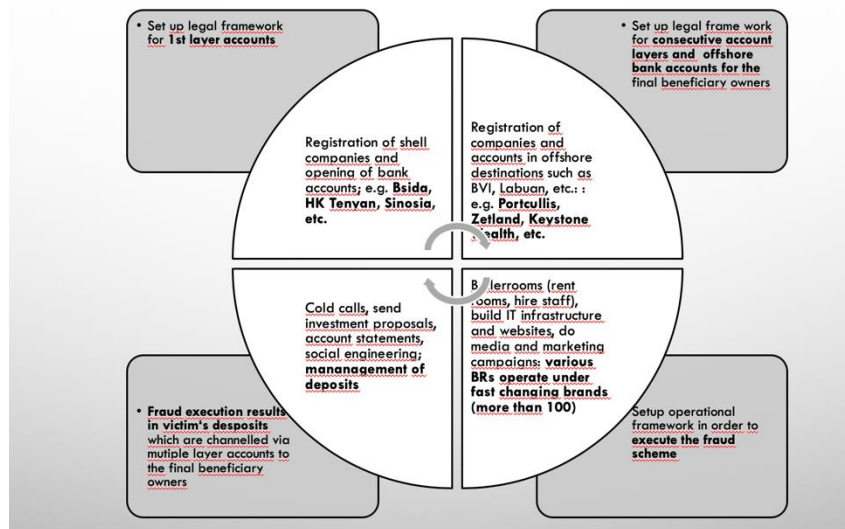 • Set up legal framework
for 1st layer accounts
• Set up legal frame work
for consecutive account
layers and offshore
bank accounts for the
final beneficiary owners
Registration of shell
companies and
opening of bank
accounts; e.g. Bsida,
HK Tenyan, Sinosia,
etc.
Registration of
companies and
accounts in offshore
destinations such as
BVI, Labuan, etc.: :
e.g. Portcullis,
Zetland, Keystone
etc.
Cold calls, send
investment proposals,
account statements,
social engineering;
mananagement of
deposits
(rent
hire staff),
build IT infrastructure
and websites, do
media and marketing
campaigns: various
BRs operate under
fast changing brands
(more than 100)
• Fraud execution results
in victim's desposits
which are channelled via
mutiple layer accounts to
the final beneficiary
owners
Setup operational
framework in order to
execute the fraud
scheme